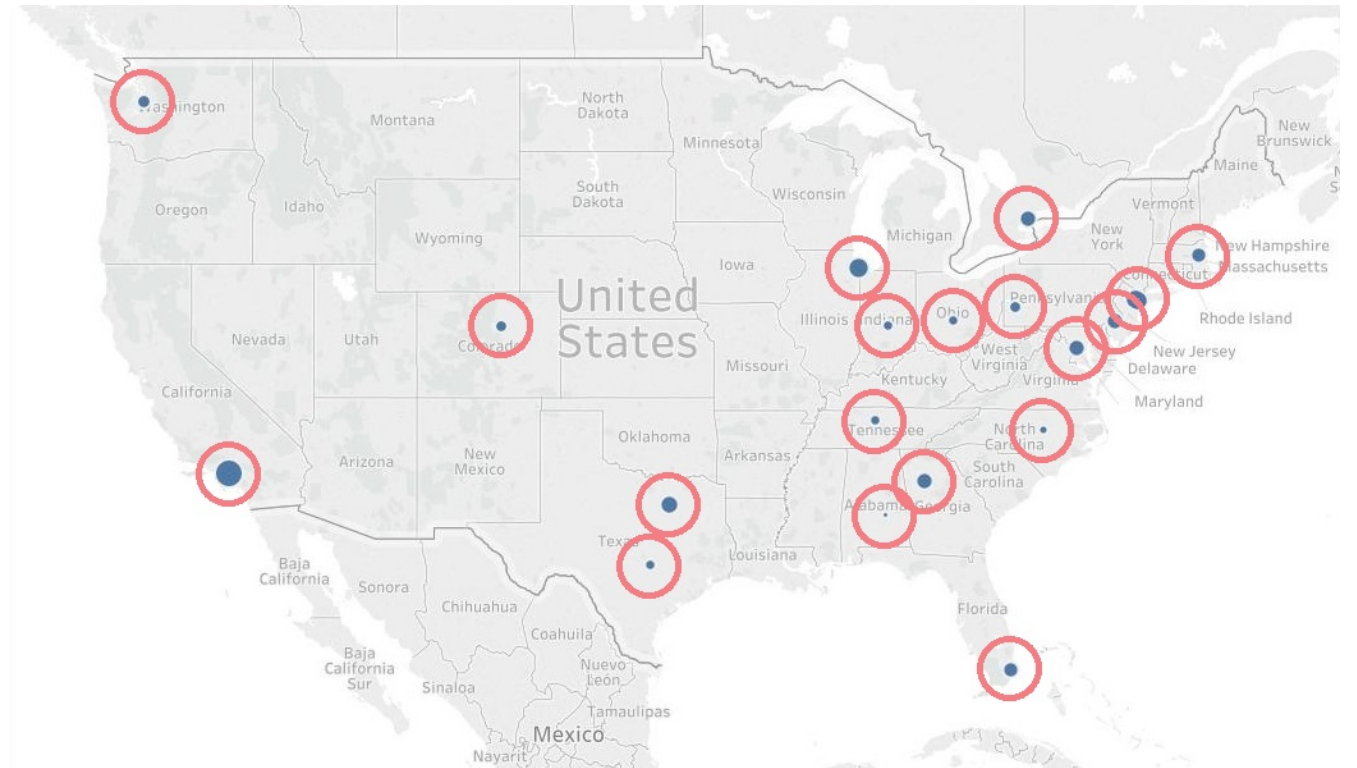 Washington
Montana
North
Dakota
Minnesota
New
Brunswick
Maine
Oregon
Idaho
South
Dakota
Wisconsin
Michigan
Vermont
New
York
Wyoming
Iowa
New Hampshire
Massachusetts
Connecticut
Rhode Island
United
States
Nevada
Utah
Colorado
Illinois
Indiana
Ohio
Pennsylvania
West
Virginia
Virginia
New Jersey
Delaware
Maryland
California
Missouri
Kentucky
Arizona
New
Mexico
Oklahoma
Arkansas
Tennessee
North
Carolina
South
Carolina
Texas
Louisiana
Alabama
Georgia
Florida
Baja
California
Sonora
Chihuahua
Coahuila
Baja
California
Sur
Sinaloa
Nuevo
León
Tamaulipas
Mexico
Nayarit